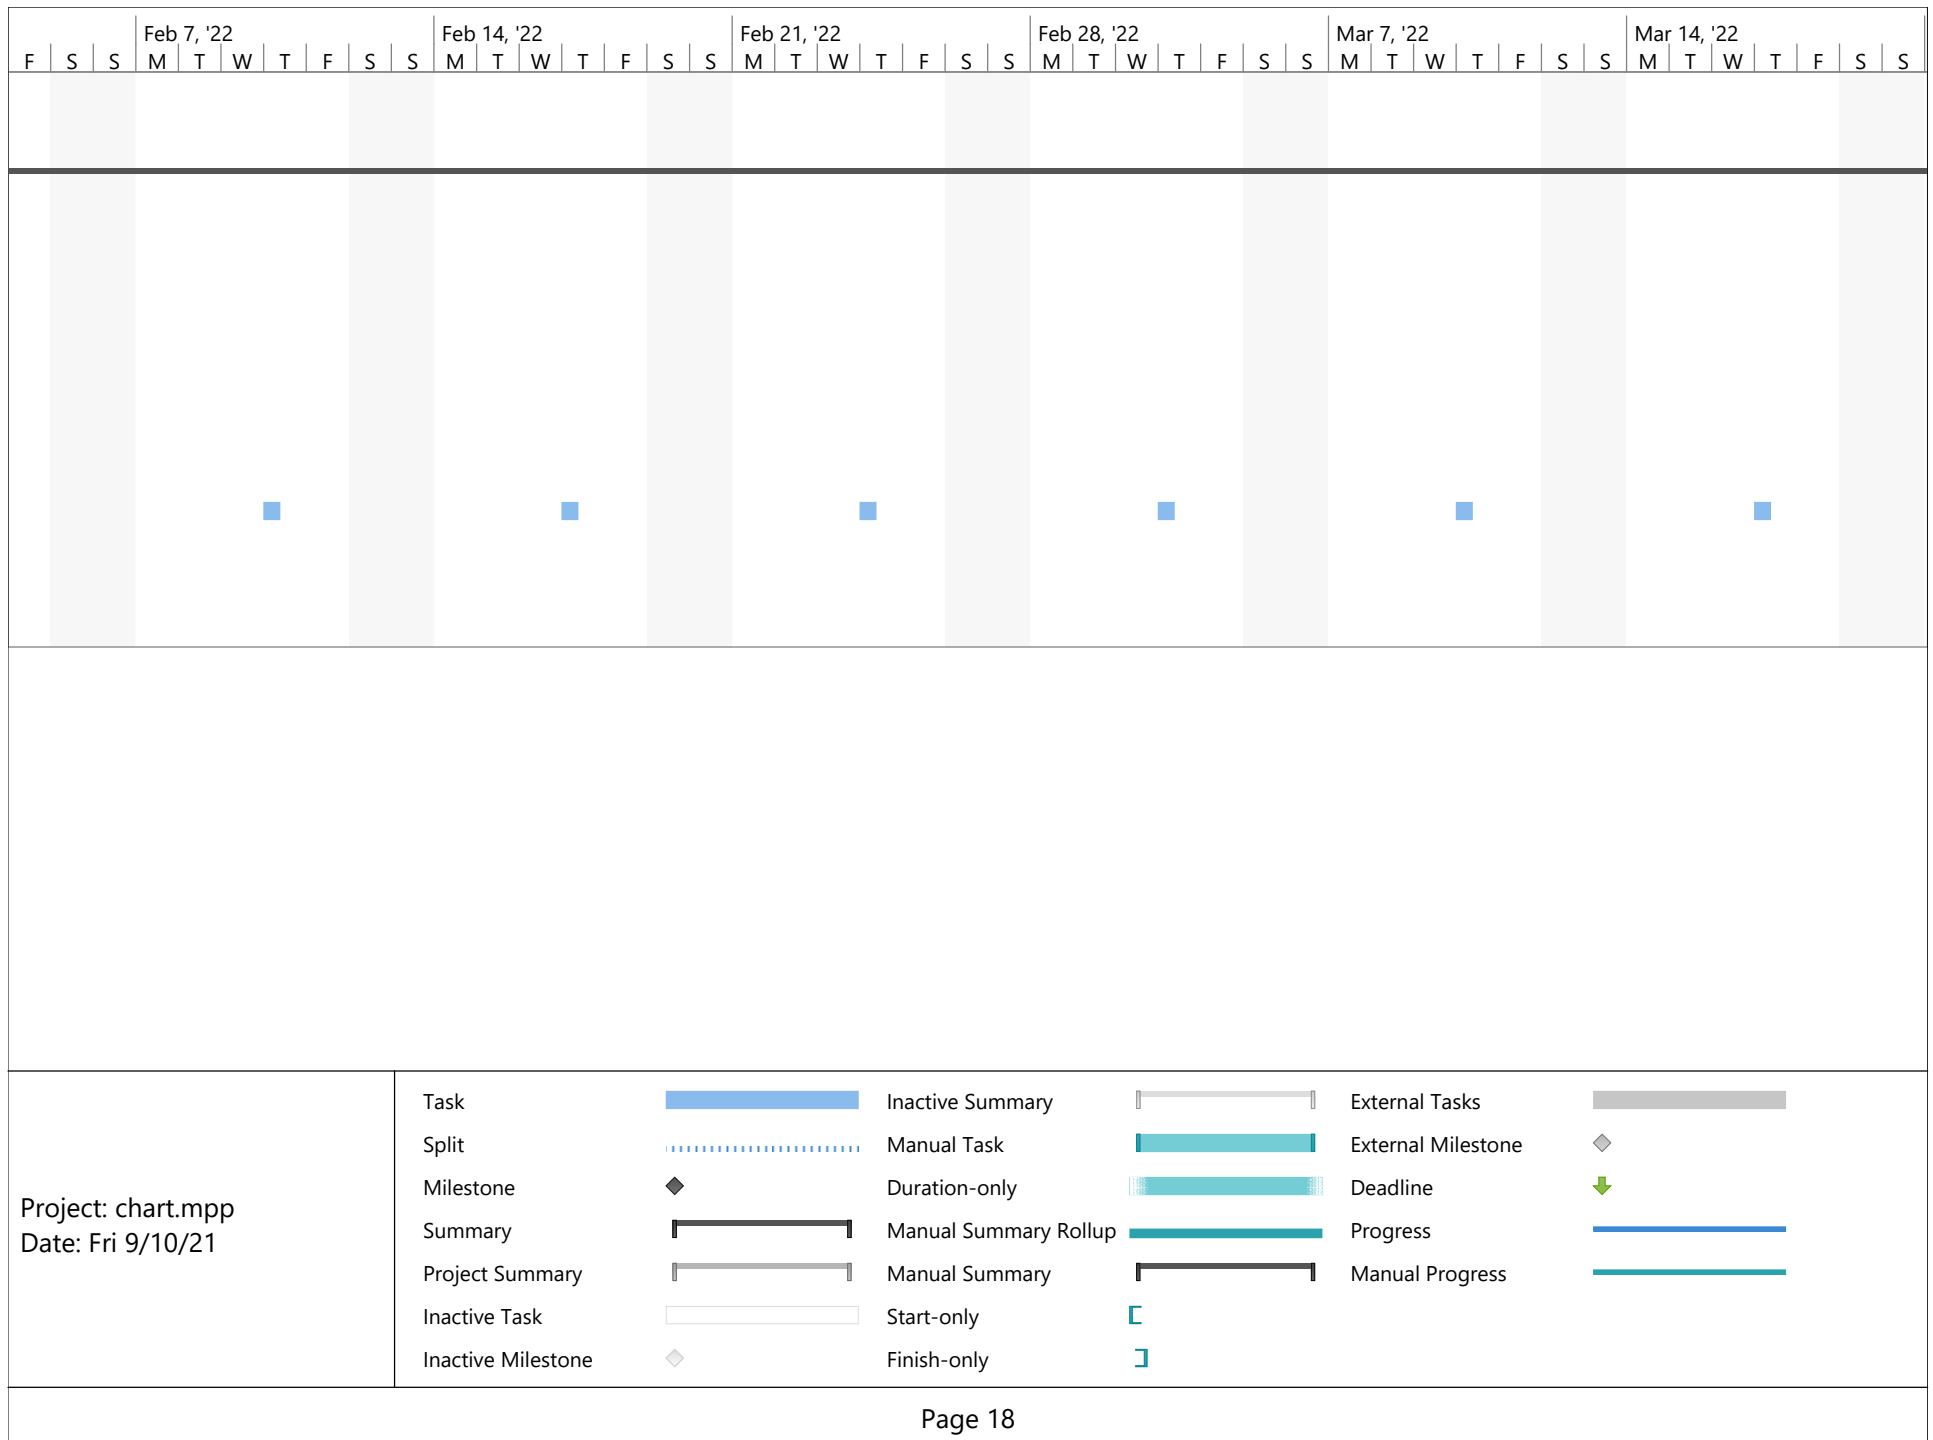 Feb 7, '22 Feb 14, '22 Feb 21, '22 Feb 28, '22 Mar 7, '22 Mar 14, '22
F S S M T W T F S S M T W T F S S M T W T F S S M T W T F S S M T W T F S S M T W T F S S
Task Inactive Summary External Tasks
Split Manual Task External Milestone
Milestone Duration-only Deadline
Summary Manual Summary Rollup Progress
Project Summary Manual Summary Manual Progress
Inactive Task Start-only
Inactive Milestone Finish-only
Project: chart.mpp
Date: Fri 9/10/21
Page 18